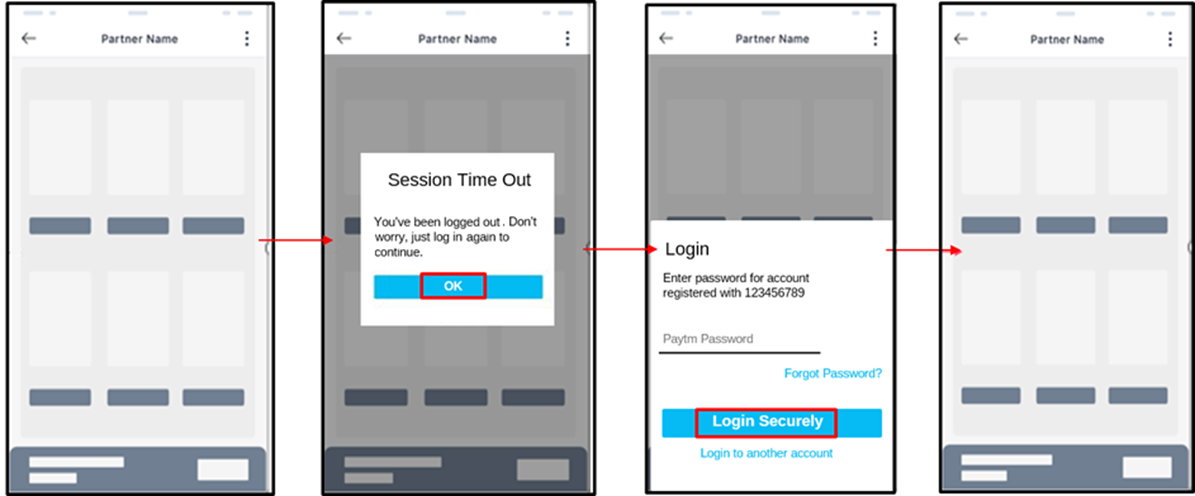 Partner Name
Partner Name
Session Time Out
You've been logged out. Don't
worry, just log in again to
continue.
OK
Partner Name
Login
Enter password for account
registered with 123456789
Paytm Password
Forgot Password?
Login Securely
Login to another account
Partner Name